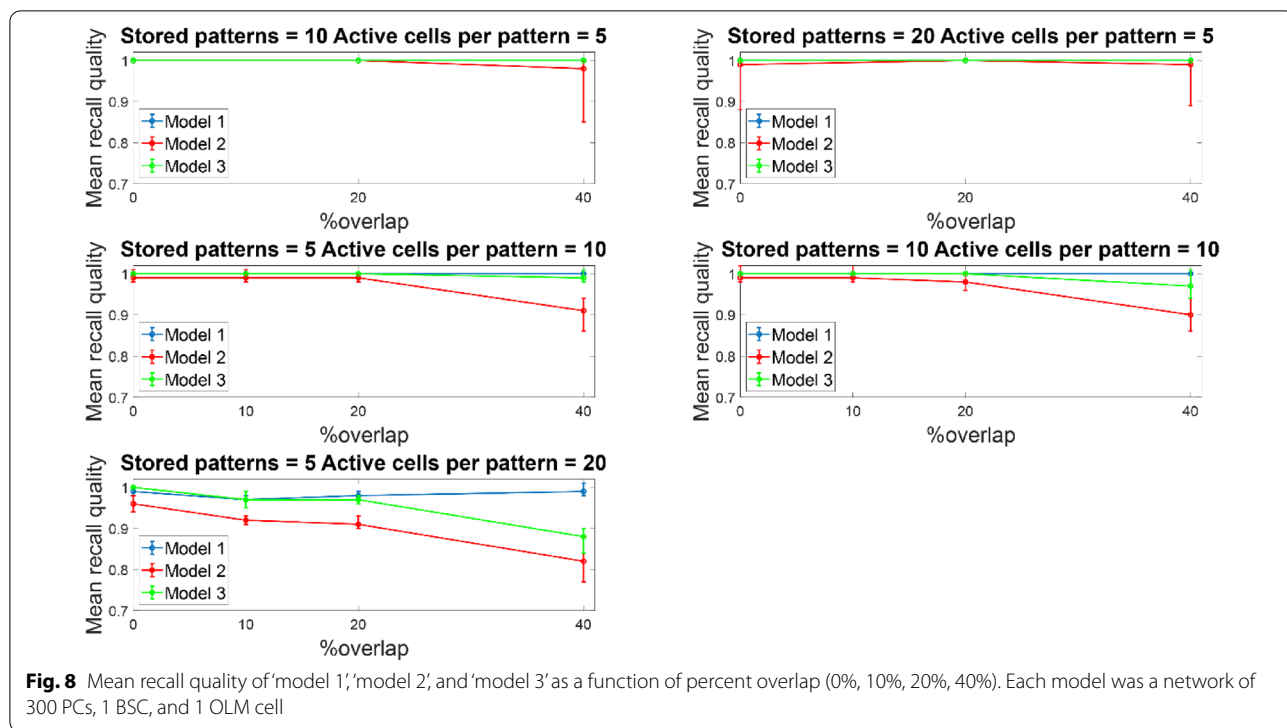 Stored patterns = 10 Active cells per pattern = 5
Mean recall quality
1
0.9
0.8
0.7
Model 1
Model 2
Model 3
0
20
40
%overlap
Stored patterns = 20 Active cells per pattern = 5
Mean recall quality
1
0.9
0.8
0.7
Model 1
Model 2
Model 3
0
20
40
%overlap
Stored patterns = 5 Active cells per pattern = 10
Mean recall quality
1
0.9
0.8
0.7
Model 1
Model 2
Model 3
0
10
20
40
%overlap
Stored patterns = 10 Active cells per pattern = 10
Mean recall quality
1
0.9
0.8
0.7
Model 1
Model 2
Model 3
0
10
20
40
%overlap
Stored patterns = 5 Active cells per pattern = 20
Mean recall quality
1
0.9
0.8
0.7
Model 1
Model 2
Model 3
0
10
20
40
%overlap
Fig. 8 Mean recall quality of ‘model 1’, ‘model 2’, and ‘model 3’ as a function of percent overlap (0%, 10%, 20%, 40%). Each model was a network of
300 PCs, 1 BSC, and 1 OLM cell